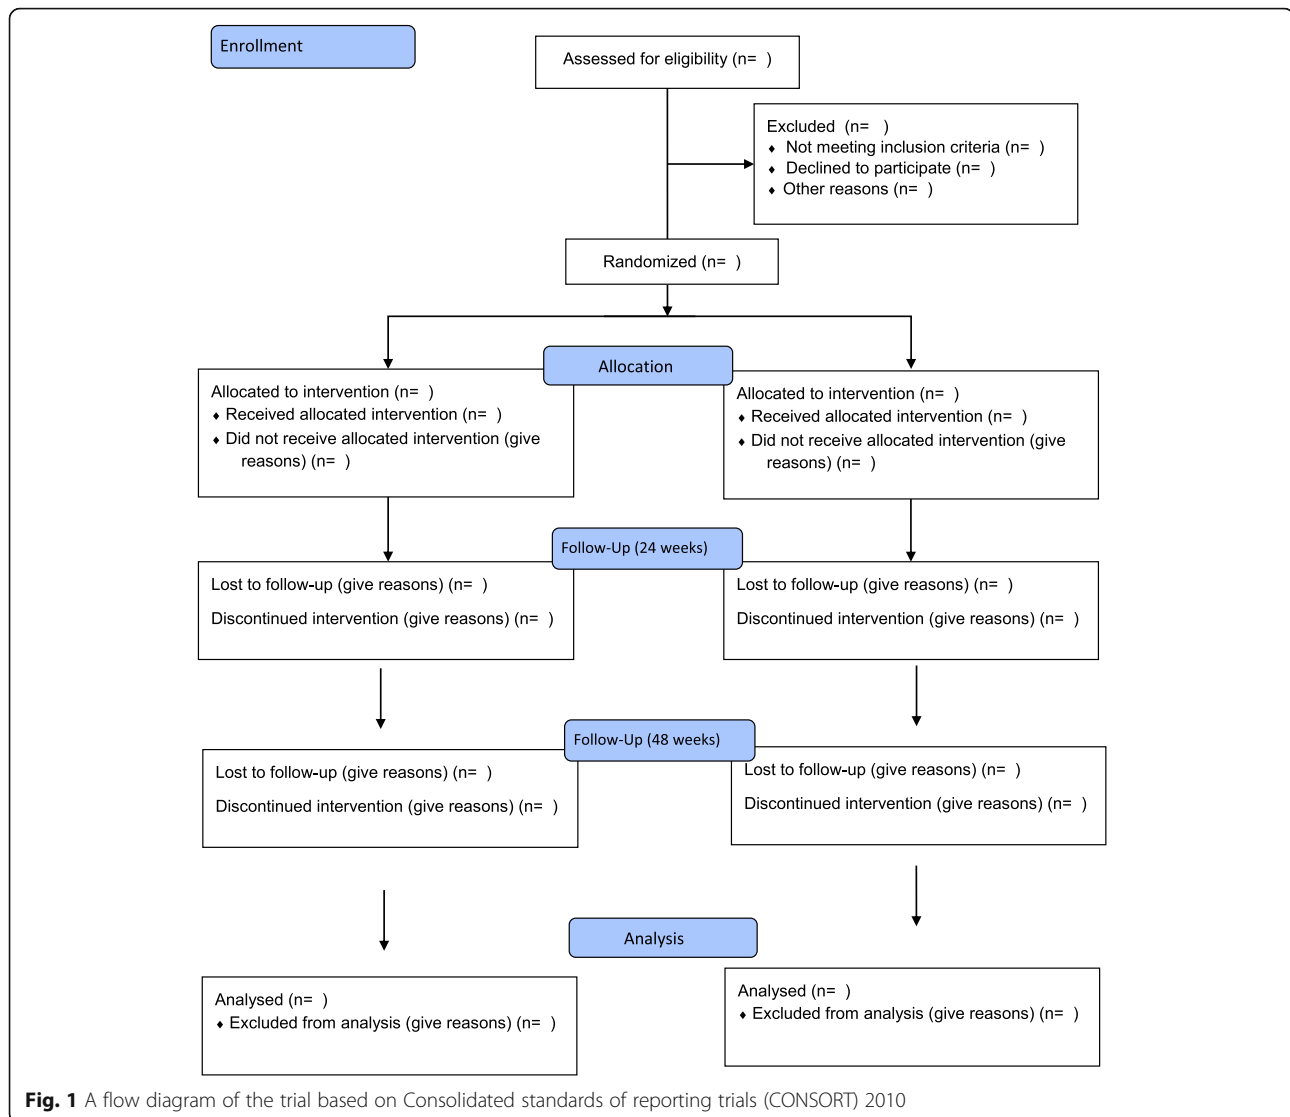 Enrollment
Assessed for eligibility (n=  )
Excluded  (n=   )
♦ Not meeting inclusion criteria (n=  )
♦ Declined to participate (n=  )
♦ Other reasons (n=  )
Randomized (n=  )
Allocation
Allocated to intervention (n=  )
♦ Received allocated intervention (n=  )
♦ Did not receive allocated intervention (give
reasons) (n=  )
Allocated to intervention (n=  )
♦ Received allocated intervention (n=  )
♦ Did not receive allocated intervention (give
reasons) (n=  )
Follow-Up (24 weeks)
Lost to follow-up (give reasons) (n=  )
Discontinued intervention (give reasons) (n=  )
Lost to follow-up (give reasons) (n=  )
Discontinued intervention (give reasons) (n=  )
Follow-Up (48 weeks)
Lost to follow-up (give reasons) (n=  )
Discontinued intervention (give reasons) (n=  )
Lost to follow-up (give reasons) (n=  )
Discontinued intervention (give reasons) (n=  )
Analysis
Analysed (n=  )
♦ Excluded from analysis (give reasons) (n=  )
Analysed (n=  )
♦ Excluded from analysis (give reasons) (n=  )
Fig. 1 A flow diagram of the trial based on Consolidated standards of reporting trials (CONSORT) 2010